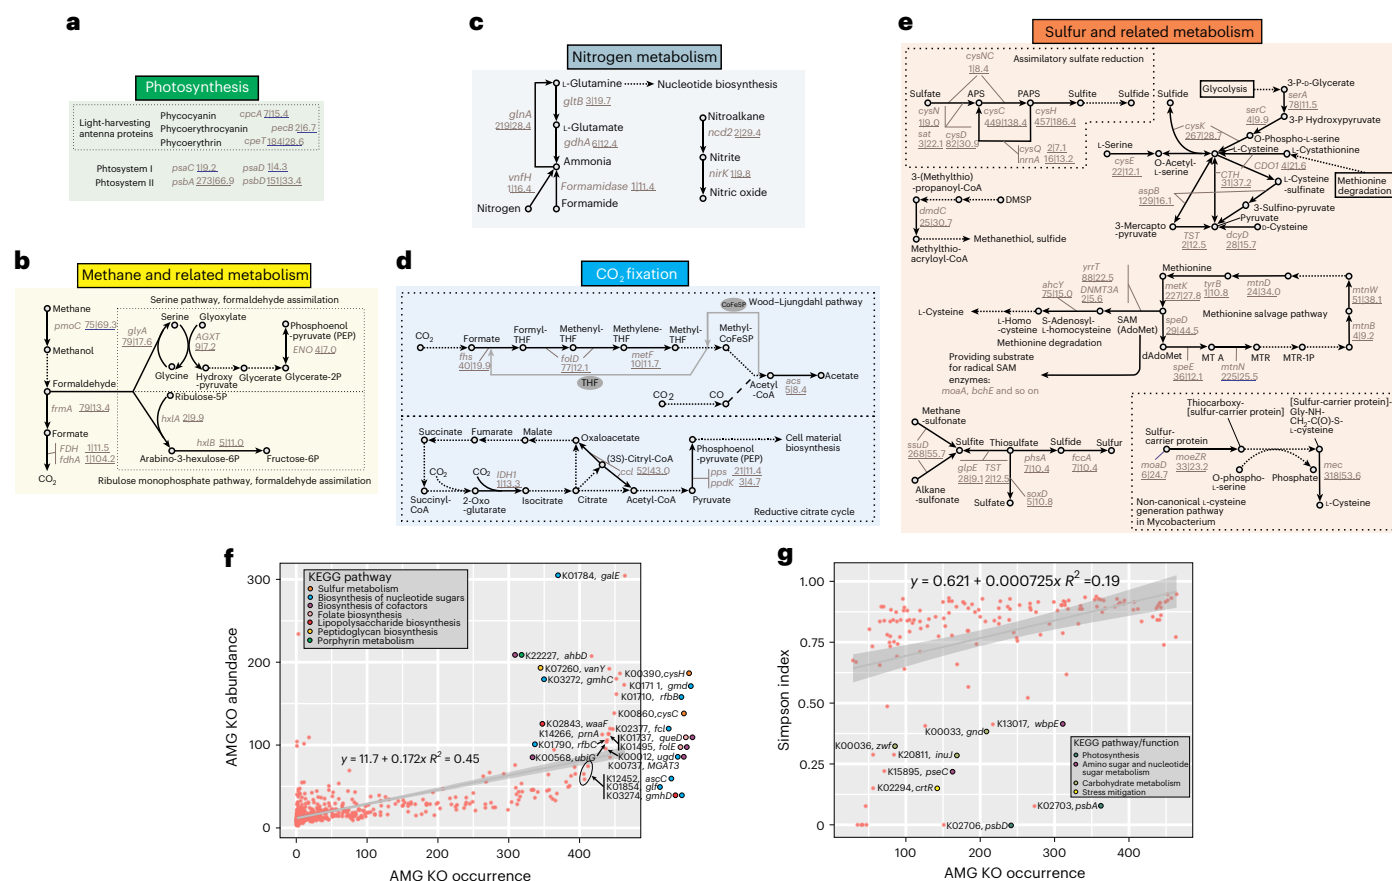 a
Photosynthesis
Light-harvesting
antenna proteins
Phycocyanin cpcA 7|15.4
Phycoerythrocyanin pecB 2|6.7
Phycoerythrin cpeT 184|28.6
Phtosystem I psaC 1|9.2 psaD 1|4.3
Phtosystem II psbA 273|66.9 psbD 151|33.4
b
Methane and related metabolism
Serine pathway, formaldehyde assimilation
Methane
pmoC 75|69.3
Methanol
Formaldehyde
frmA 79|13.4
Formate
FDH 1|11.5
fdhA 1|104.2
CO2
Serine
Glyoxylate
glyA
79|17.6
AGXT
9|7.2
Glycine
Hydroxy
-pyruvate
Glycerate
Glycerate-2P
Phosphoenol
-pyruvate (PEP)
ENO 4|7.0
Ribulose-5P
hxlA 2|9.9
hxlB 5|11.0
Arabino-3-hexulose-6P
Fructose-6P
Ribulose monophosphate pathway, formaldehyde assimilation
c
Nitrogen metabolism
L-Glutamine
Nucleotide biosynthesis
gltB 3|19.7
glnA
219|28.4
L-Glutamate
gdhA 6|12.4
Ammonia
vnfH
1|16.4
Formamidase 1|11.4
Nitrogen
Formamide
Nitroalkane
ncd2 2|29.4
Nitrite
nirK 1|9.8
Nitric oxide
d
CO2 fixation
CoFeSP
Wood–Ljungdahl pathway
CO2
Formate
Formyl-
THF
Methenyl-
THF
Methylene-
THF
Methyl-
THF
Methyl-
CoFeSP
fhs
40|19.9
folD
77|12.1
metF
10|11.7
THF
CO2
CO
Acetyl
-CoA
acs
5|8.4
Acetate
Succinate
Fumarate
Malate
Oxaloacetate
Phosphoenol
-pyruvate (PEP)
Cell material
biosynthesis
(3S)-Citryl-CoA
ccl 52|43.0
CO2
CO2
IDH1
1|13.3
pps 21|11.4
ppdK 3|4.7
Succinyl-
CoA
2-Oxo
-glutarate
Isocitrate
Citrate
Acetyl-CoA
Pyruvate
Reductive citrate cycle
e
Sulfur and related metabolism
cysNC
1|8.4
Assimilatory sulfate reduction
Sulfate
APS
PAPS
Sulfite
Sulfide
cysN
1|9.0
cysC
449|138.4
cysH
457|186.4
sat
3|22.1
cysD
82|30.9
cysQ 2|7.1
nrnA 16|13.2
Sulfide
Glycolysis
3-P-D-Glycerate
serA
78|11.5
serC
4|9.9
3-P Hydroxypyruvate
O-Phospho-L-serine
cysK
267|28.7
L-Cysteine
L-Cystathionine
L-Serine
cysE
22|12.1
O-Acetyl-
L-serine
CTH
31|37.2
CDO1 4|21.6
Methionine
degradation
L-Cysteine
-sulfinate
aspB
129|16.1
3-Sulfino-pyruvate
Pyruvate
D-Cysteine
3-Mercapto
-pyruvate
TST
2|12.5
dcyD
28|15.7
3-(Methylthio)
-propanoyl-CoA
DMSP
dmdC
25|30.7
Methanethiol, sulfide
Methylthio-
acryloyl-CoA
yrrT
88|22.5
ahcY
75|15.0
DNMT3A
2|5.6
Methionine
metK
227|27.8
tyrB
1|10.8
mtnD
24|34.0
mtnW
51|38.1
Methionine salvage pathway
mtnB
4|9.2
L-Cysteine
L-Homo
-cysteine
S-Adenosyl-
L-homocysteine
SAM
(AdoMet)
speD
29|44.5
Methionine degradation
dAdoMet
MT A
MTR
MTR-1P
speE
36|12.1
mtnN
225|25.5
Providing substrate
for radical SAM
enzymes:
moaA, bchE and so on
Methane
-sulfonate
ssuD
268|55.7
Sulfite
Thiosulfate
Sulfide
Sulfur
glpE
28|9.1
TST
2|12.5
phsA
7|10.4
fccA
7|10.4
soxD
5|10.8
Sulfate
Alkane
-sulfonate
Thiocarboxy-
[sulfur-carrier protein]
[Sulfur-carrier protein]-
Gly-NH-
CH2-C(O)-S-
L-cysteine
Sulfur-
carrier protein
moaD
6|24.7
moeZR
33|23.2
O-phospho-
L-serine
Phosphate
mec
318|53.6
L-Cysteine
Non-canonical L-cysteine
generation pathway
in Mycobacterium
f
AMG KO abundance
300
200
100
0
KEGG pathway
Sulfur metabolism
Biosynthesis of nucleotide sugars
Biosynthesis of cofactors
Folate biosynthesis
Lipopolysaccharide biosynthesis
Peptidoglycan biosynthesis
Porphyrin metabolism
K01784, galE
K22227, ahbD
K07260, vanY
K03272, gmhC
K00390,cysH
K0171 1, gmd
K01710, rfbB
K00860,cysC
K02843, waaF
14266, prnA
K01790, rfbC
K00568, ubiG
K02377, fcl
K01737, queD
K01495, folE
K00012, ugd
K00737, MGAT3
K12452, ascC
K01854, glf
K03274, gmhD
y = 11.7 + 0.172x R2 = 0.45
0
100
200
300
400
AMG KO occurrence
g
Simpson index
1.00
0.75
0.50
0.25
0
y = 0.621 + 0.000725x R2 =0.19
K13017, wbpE
K00033, gnd
K00036, zwf
K20811, inuJ
K15895, pseC
K02294, crtR
K02703, psbA
K02706, psbD
KEGG pathway/function
Photosynthesis
Amino sugar and nucleotide
sugar metabolism
Carbohydrate metabolism
Stress mitigation
100
200
300
400
AMG KO occurrence